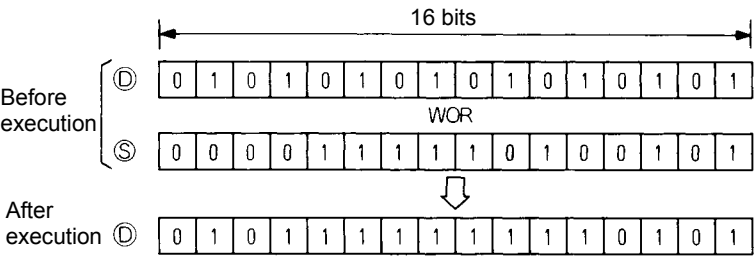 16 bits
Before
execution
Ⓓ 0 1 0 1 0 1 0 1 0 1 0 1 0 1 0 1
WOR
Ⓢ 0 0 0 0 1 1 1 1 1 0 1 0 0 1 0 1
After
execution Ⓓ 0 1 0 1 1 1 1 1 1 1 1 1 0 1 0 1